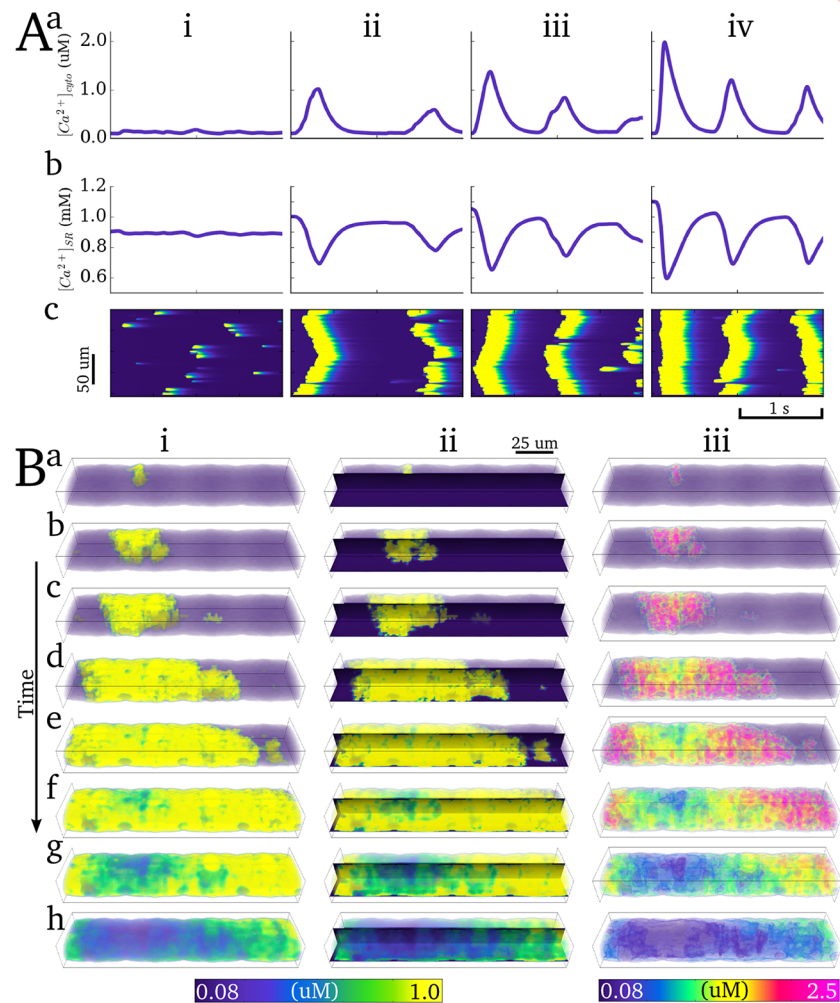 A
a
i
ii
iii
iv
[Ca²⁺]cyto (uM)
2.0
1.0
0.0
b
[Ca²⁺]SR (mM)
1.2
1.0
0.8
0.6
c
50 um
1 s
B
i
ii
iii
25 um
a
b
c
d
e
f
g
h
Time
0.08 (uM) 1.0
0.08 (uM) 2.5